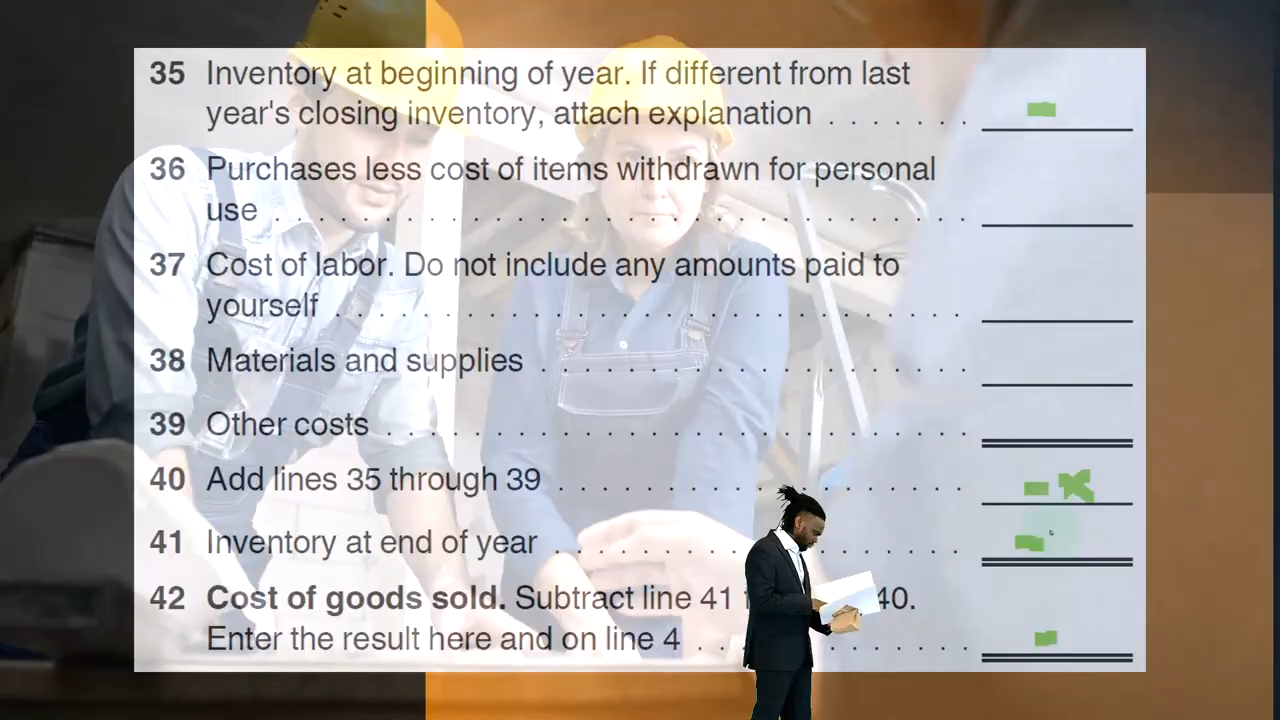 35 Inventory at beginning of year. If different from last
year's closing inventory, attach explanation . . . . . . .
36 Purchases less cost of items withdrawn for personal
use . . . . . . . . . . . . . . . . . . . . . . . . . . . . . . .
37 Cost of labor. Do not include any amounts paid to
yourself . . . . . . . . . . . . . . . . . . . . . . . . . . . .
38 Materials and supplies . . . . . . . . . . . . . . . . . . .
39 Other costs . . . . . . . . . . . . . . . . . . . . . . . . . .
40 Add lines 35 through 39 . . . . . . . . . . . . . . . . . .
41 Inventory at end of year . . . . . . . . . . . . . . . . . .
42 Cost of goods sold. Subtract line 41 40.
Enter the result here and on line 4 . . . . . . . . . . . .